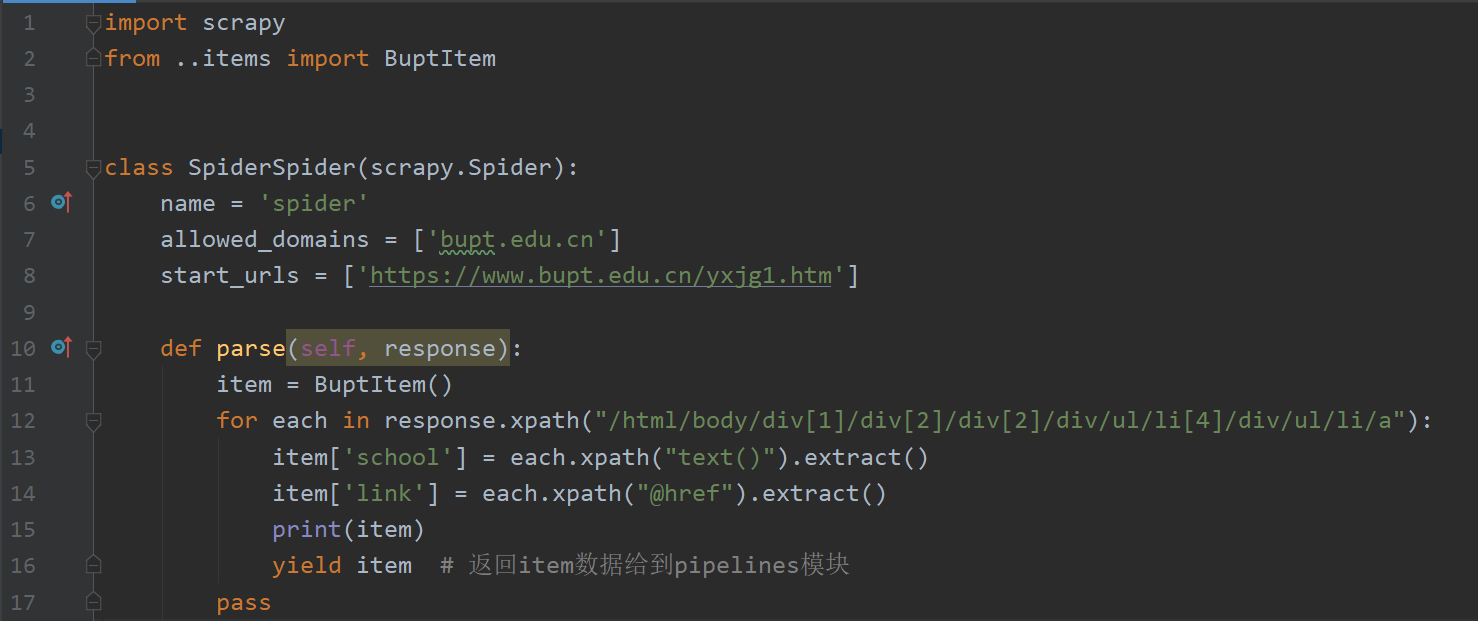 1 import scrapy
2 from ..items import BuptItem
3
4
5 class SpiderSpider(scrapy.Spider):
6     name = 'spider'
7     allowed_domains = ['bupt.edu.cn']
8     start_urls = ['https://www.bupt.edu.cn/yxjg1.htm']
9
10     def parse(self, response):
11         item = BuptItem()
12         for each in response.xpath("/html/body/div[1]/div[2]/div[2]/div/ul/li[4]/div/ul/li/a"):
13             item['school'] = each.xpath("text()").extract()
14             item['link'] = each.xpath("@href").extract()
15             print(item)
16             yield item  # 返回item数据给到pipelines模块
17         pass